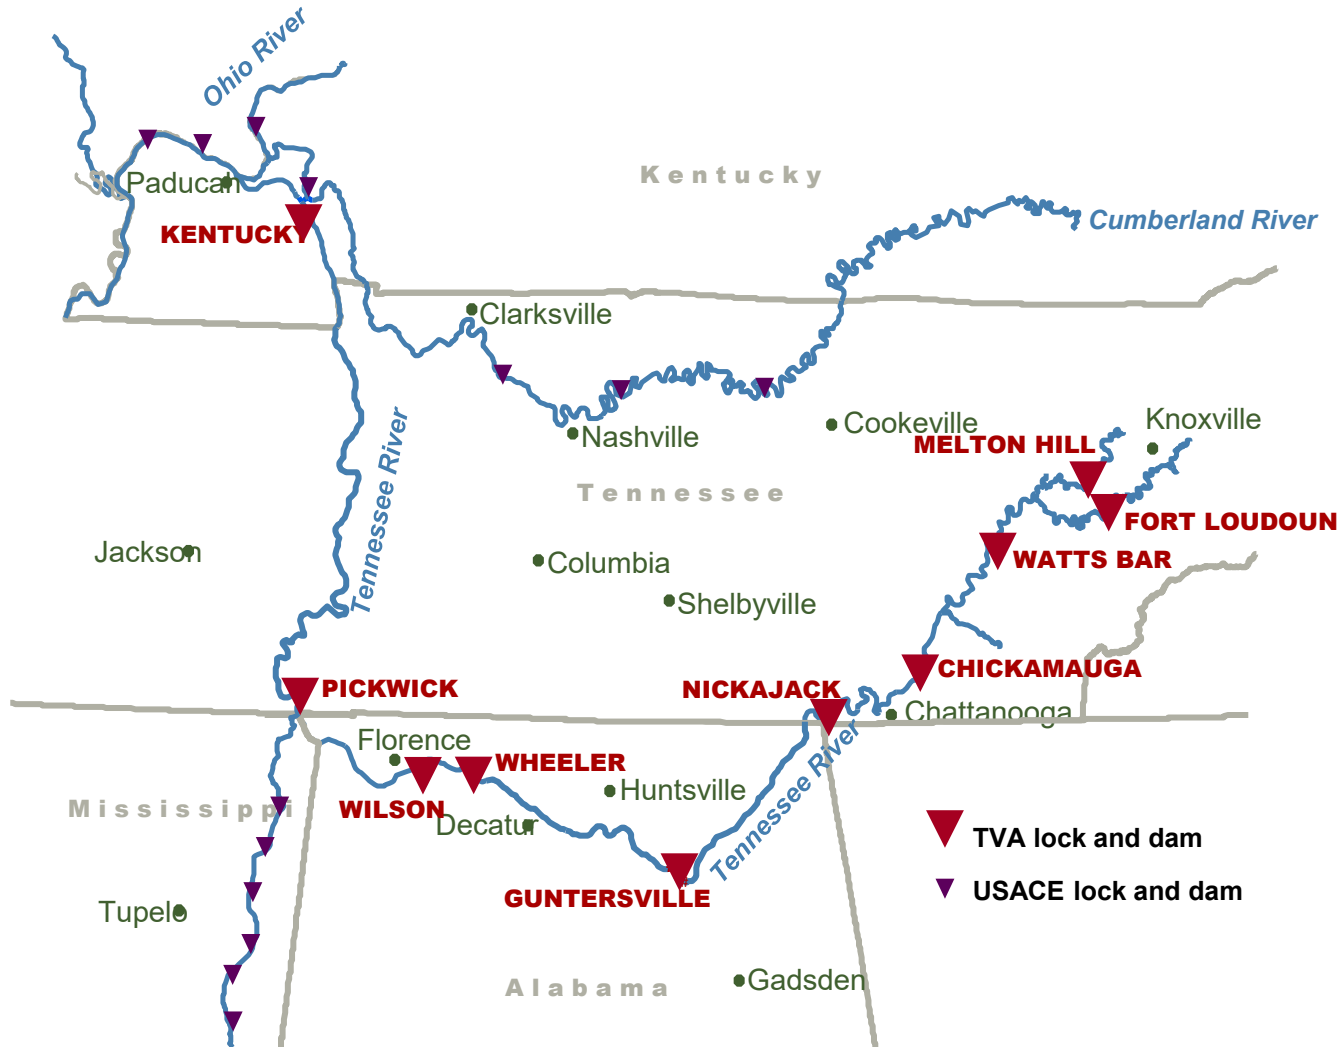 Ohio River
Paducah
Kentucky
KENTUCKY
Cumberland River
Clarksville
Nashville
Cookeville
Knoxville
MELTON HILL
Tennessee River
Tennessee
FORT LOUDOUN
Jackson
Columbia
WATTS BAR
Shelbyville
CHICKAMAUGA
PICKWICK
NICKAJACK
Chattanooga
Florence
WHEELER
Tennessee River
Huntsville
Mississippi
WILSON
Decatur
TVA lock and dam
GUNTERSVILLE
USACE lock and dam
Tupelo
Gadsden
Alabama